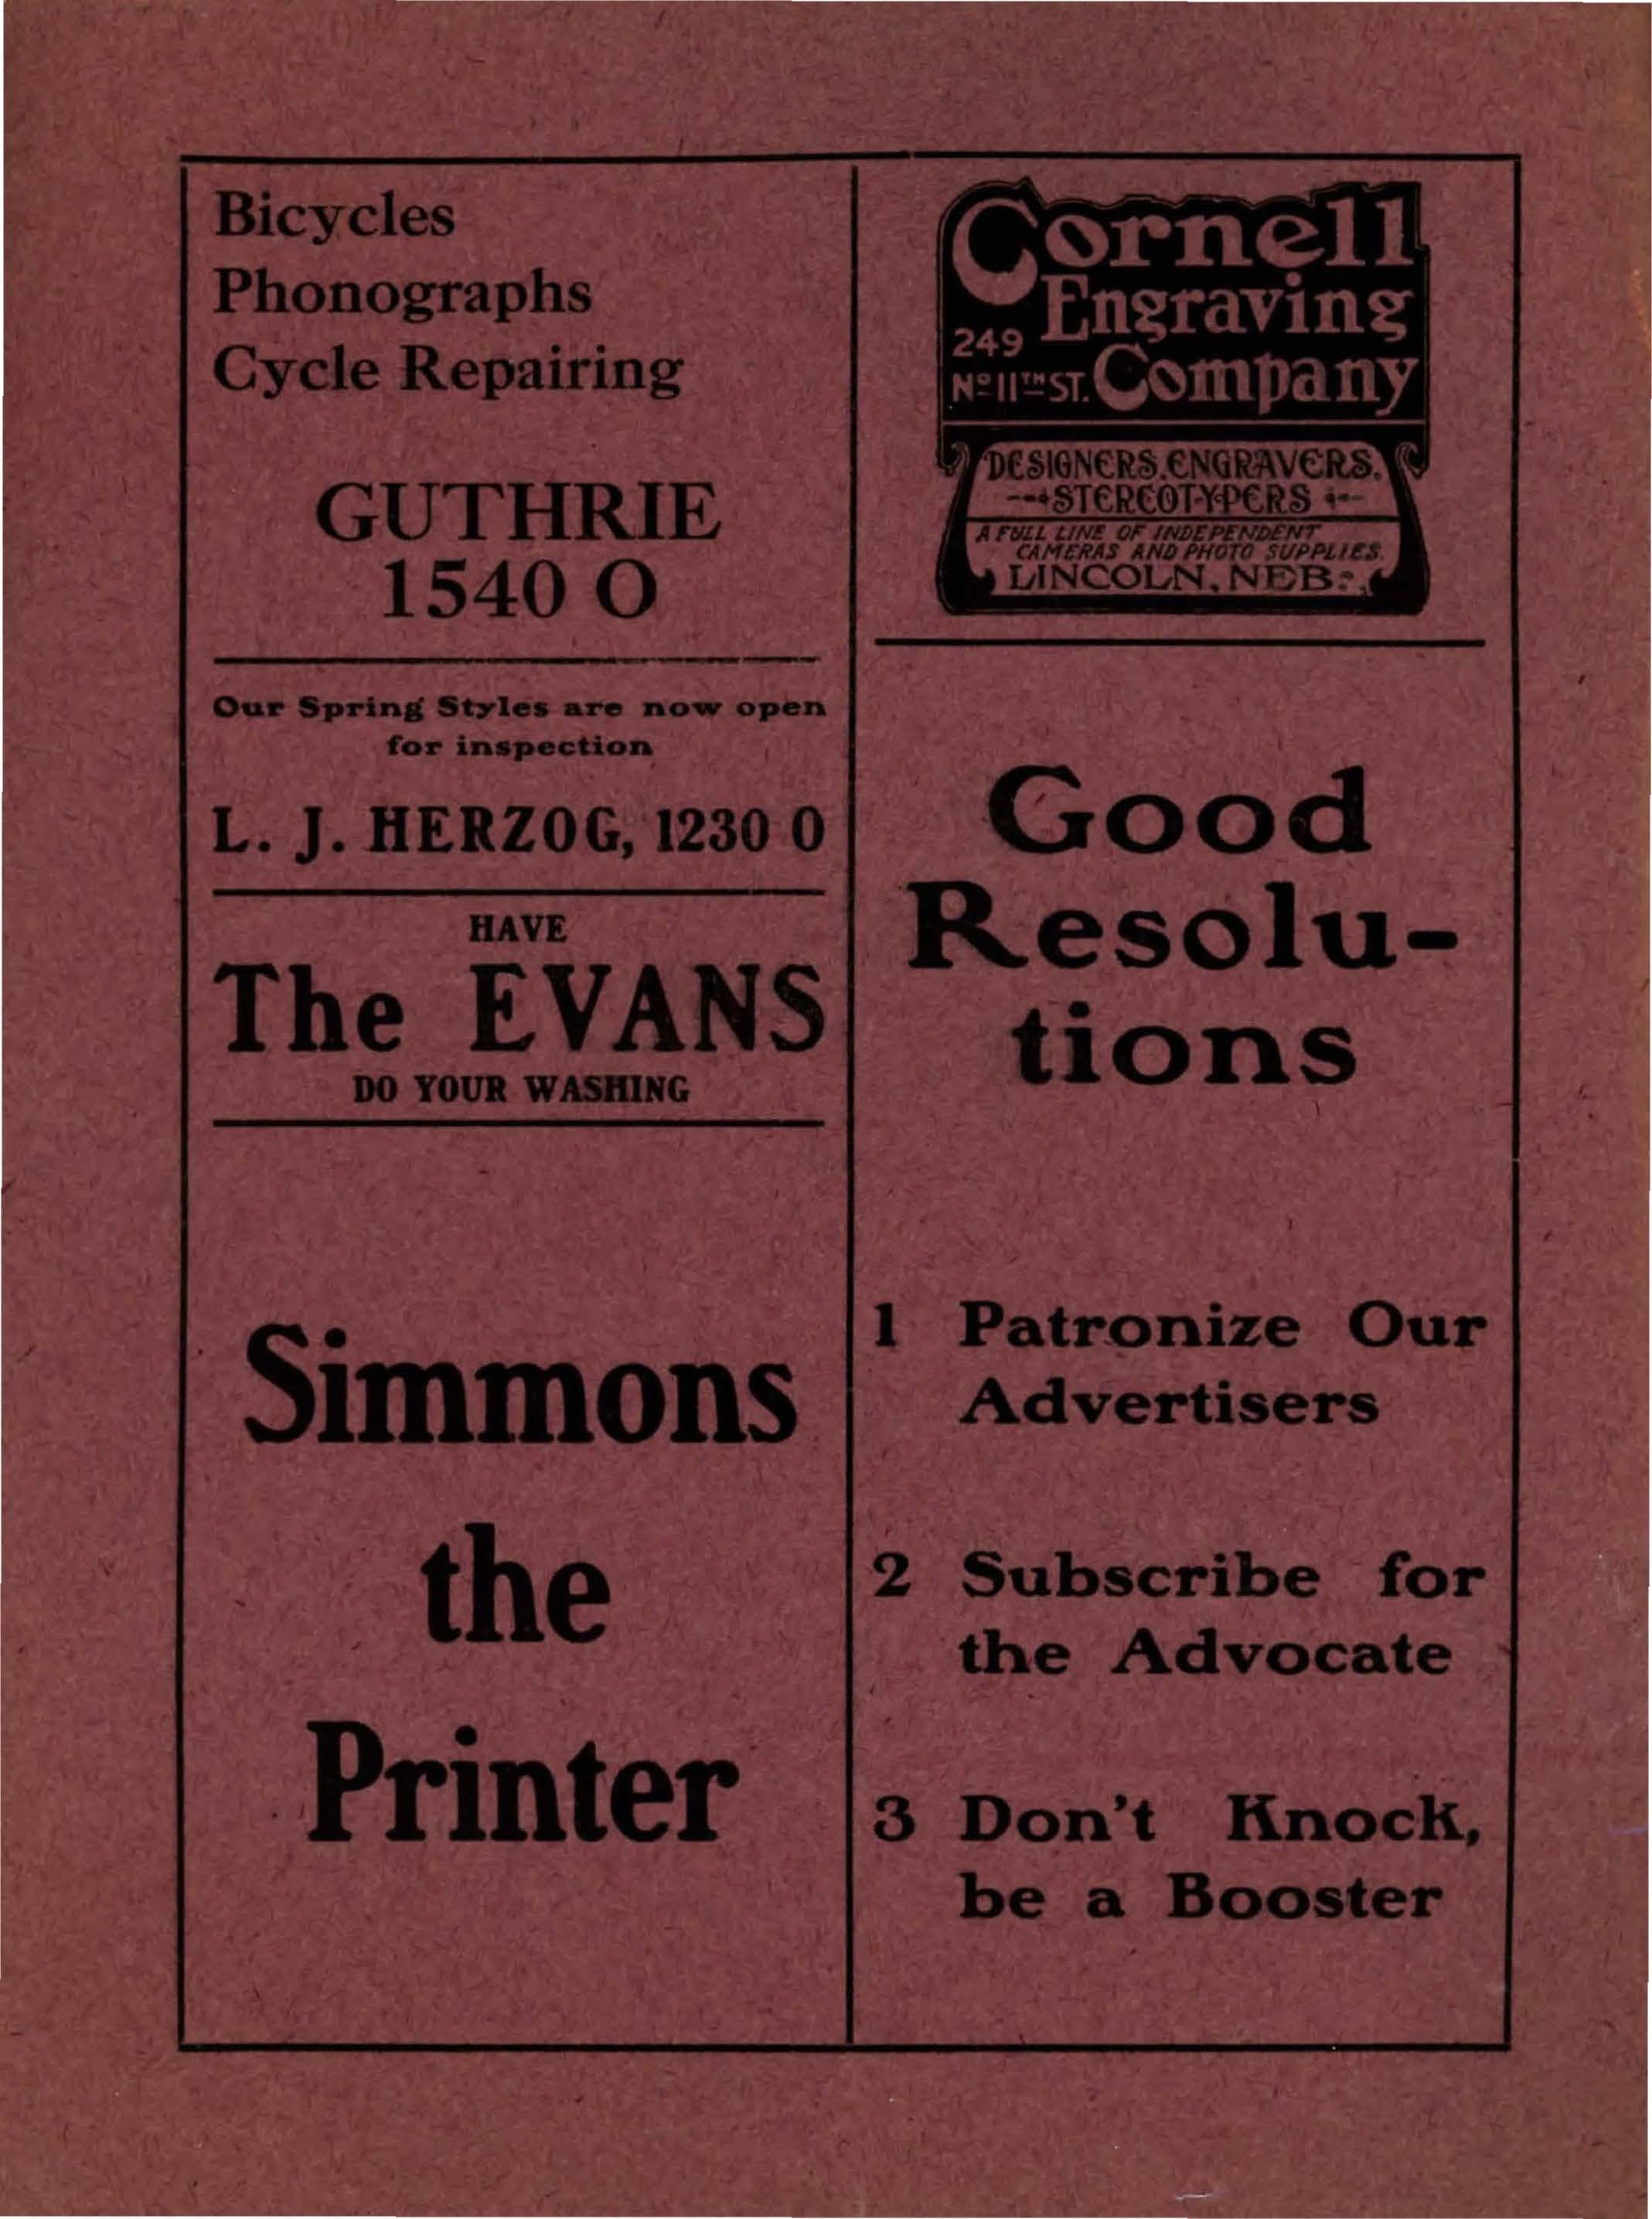 Bicycles
Phonographs
Cycle Repairing
GUTHRIE
1540 O
Our Spring Styles are now open
for inspection
L. J. HERZOG, 1230 O
HAVE
The EVANS
DO YOUR WASHING
Simmons
the
Printer
Cornell
Engraving
249
Nº 11TH ST. Company
DESIGNERS, ENGRAVERS,
STEREOTYPERS
A FULL LINE OF INDEPENDENT
CAMERAS AND PHOTO SUPPLIES.
LINCOLN, NEB.
Good
Resolu-
tions
1 Patronize Our
Advertisers
2 Subscribe for
the Advocate
3 Don't Knock,
be a Booster